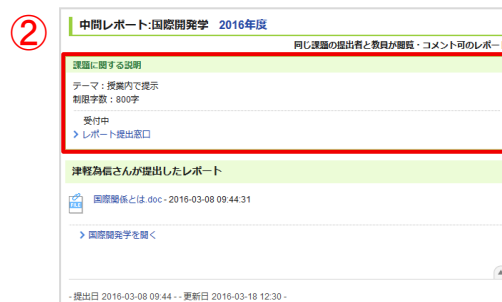 ②
中間レポート:国際開発学 2016年度
同じ課題の提出者と教員が閲覧・コメント可のレポー
課題に関する説明
テーマ：授業内で提示
制限字数：800字
受付中
> レポート提出窓口
津軽為信さんが提出したレポート
FILE 国際関係とは.doc - 2016-03-08 09:44:31
> 国際開発学を開く
- 提出日 2016-03-08 09:44 - - 更新日 2016-03-18 12:30 -